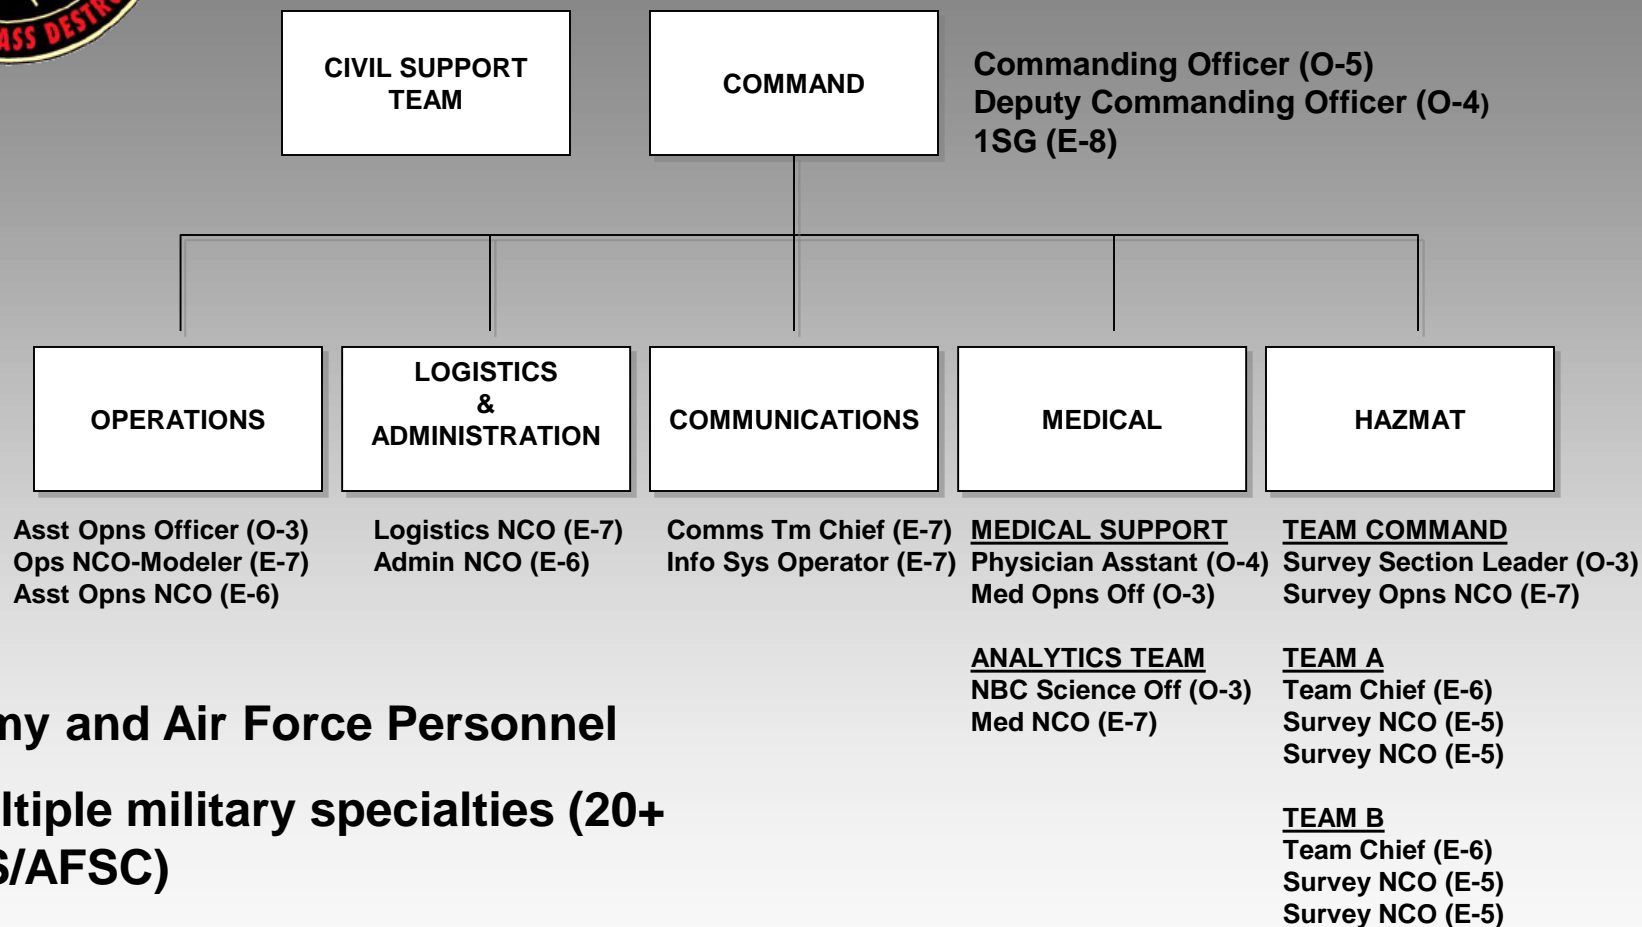 CIVIL SUPPORT
TEAM
COMMAND
Commanding Officer (O-5)
Deputy Commanding Officer (O-4)
1SG (E-8)
OPERATIONS
Asst Opns Officer (O-3)
Ops NCO-Modeler (E-7)
Asst Opns NCO (E-6)
LOGISTICS
&
ADMINISTRATION
Logistics NCO (E-7)
Admin NCO (E-6)
COMMUNICATIONS
Comms Tm Chief (E-7)
Info Sys Operator (E-7)
MEDICAL
MEDICAL SUPPORT
Physician Asstant (O-4)
Med Opns Off (O-3)
ANALYTICS TEAM
NBC Science Off (O-3)
Med NCO (E-7)
HAZMAT
TEAM COMMAND
Survey Section Leader (O-3)
Survey Opns NCO (E-7)
TEAM A
Team Chief (E-6)
Survey NCO (E-5)
Survey NCO (E-5)
TEAM B
Team Chief (E-6)
Survey NCO (E-5)
Survey NCO (E-5)
my and Air Force Personnel
ltiple military specialties (20+
S/AFSC)